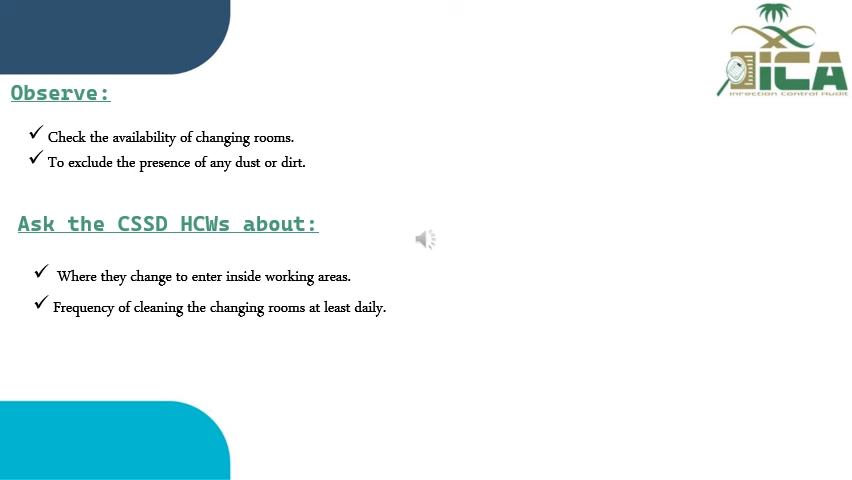 iCA
Infection Control Audit
Observe:
✓ Check the availability of changing rooms.
✓ To exclude the presence of any dust or dirt.
Ask the CSSD HCWs about:
✓ Where they change to enter inside working areas.
✓ Frequency of cleaning the changing rooms at least daily.